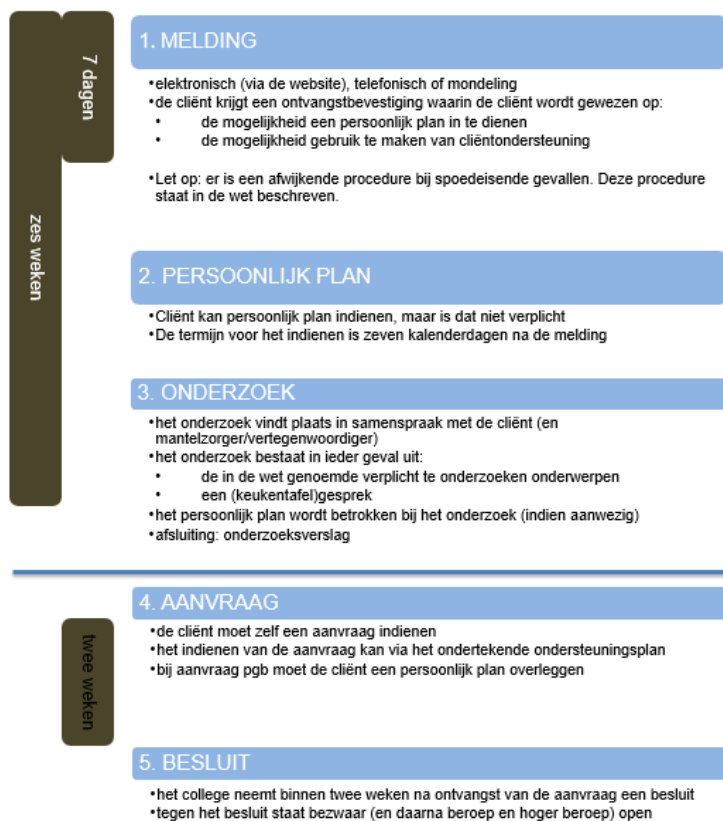 7 dagen
zes weken
1. MELDING
•elektronisch (via de website), telefonisch of mondeling
•de cliënt krijgt een ontvangstbevestiging waarin de cliënt wordt gewezen op:
• de mogelijkheid een persoonlijk plan in te dienen
• de mogelijkheid gebruik te maken van cliëntondersteuning
•Let op: er is een afwijkende procedure bij spoedeisende gevallen. Deze procedure
staat in de wet beschreven.
2. PERSOONLIJK PLAN
•Cliënt kan persoonlijk plan indienen, maar is dat niet verplicht
•De termijn voor het indienen is zeven kalenderdagen na de melding
3. ONDERZOEK
•het onderzoek vindt plaats in samenspraak met de cliënt (en
mantelzorger/vertegenwoordiger)
•het onderzoek bestaat in ieder geval uit:
• de in de wet genoemde verplicht te onderzoeken onderwerpen
• een (keukentafel)gesprek
•het persoonlijk plan wordt betrokken bij het onderzoek (indien aanwezig)
•afsluiting: onderzoeksverslag
twee weken
4. AANVRAAG
•de cliënt moet zelf een aanvraag indienen
•het indienen van de aanvraag kan via het ondertekende ondersteuningsplan
•bij aanvraag pgb moet de cliënt een persoonlijk plan overleggen
5. BESLUIT
•het college neemt binnen twee weken na ontvangst van de aanvraag een besluit
•tegen het besluit staat bezwaar (en daarna beroep en hoger beroep) open